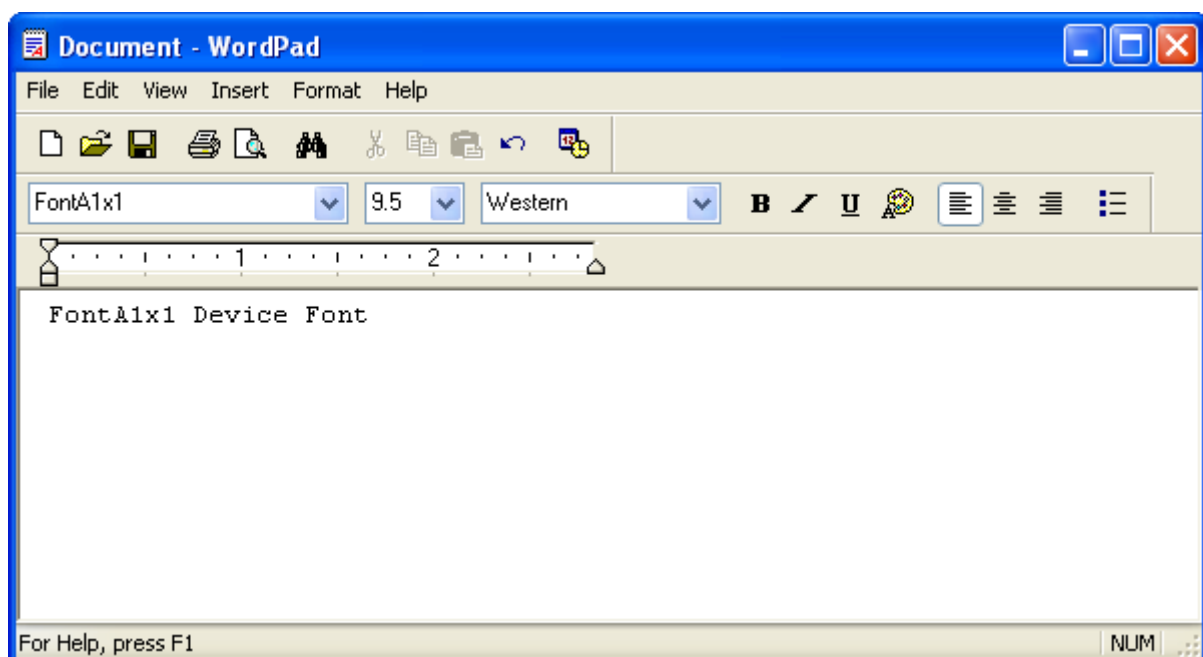 Document - WordPad
File Edit View Insert Format Help
FontA1x1 9.5 Western B I U
1 2
FontA1x1 Device Font
For Help, press F1 NUM